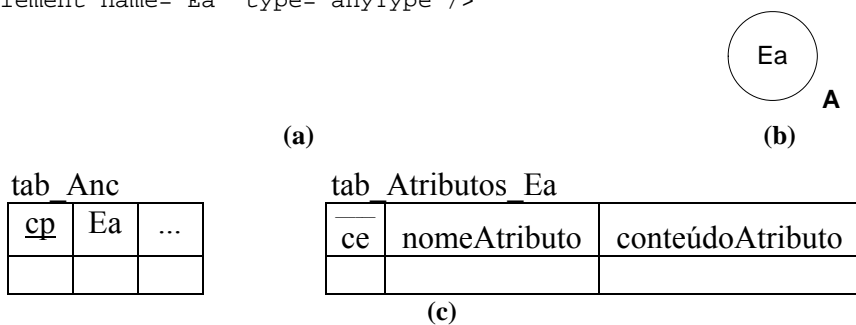 lement name= Ea type= anyType />
Ea
A
(a)
(b)
tab_Anc
tab_Atributos_Ea
cp Ea ...
ce nomeAtributo conteúdoAtributo
(c)